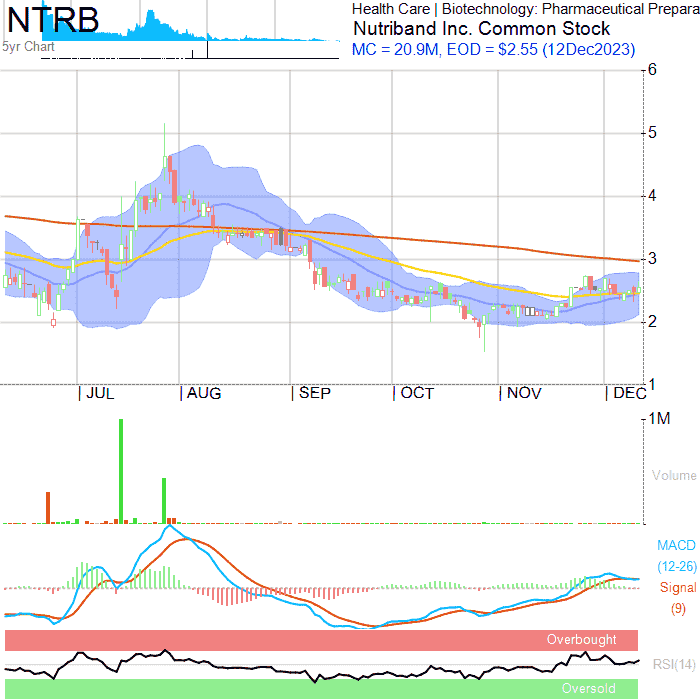 NTRB
5yr Chart
Health Care | Biotechnology: Pharmaceutical Prepara
Nutriband Inc. Common Stock
MC = 20.9M, EOD = $2.55 (12Dec2023)
6
5
4
3
2
1
| JUL | AUG | SEP | OCT | NOV | DEC
1M
Volume
MACD
(12-26)
Signal
(9)
Overbought
RSI(14)
Oversold